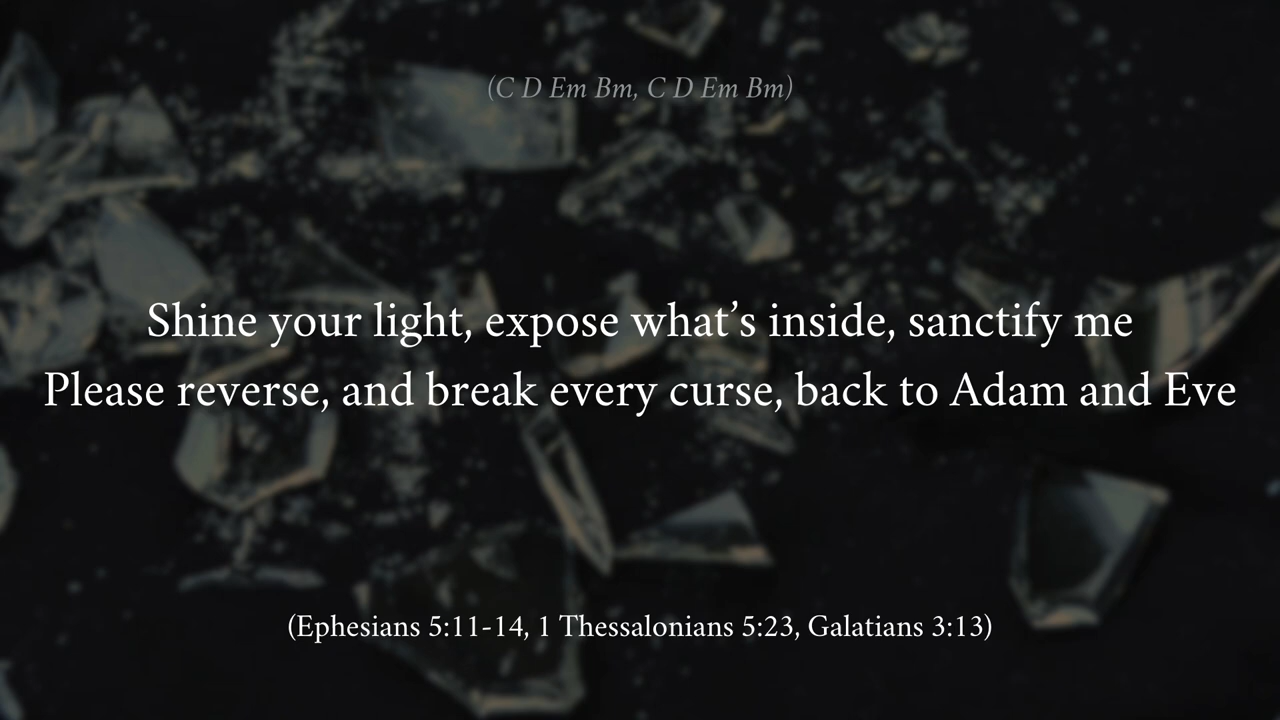 (C D Em Bm, C D Em Bm)
Shine your light, expose what’s inside, sanctify me
Please reverse, and break every curse, back to Adam and Eve
(Ephesians 5:11-14, 1 Thessalonians 5:23, Galatians 3:13)